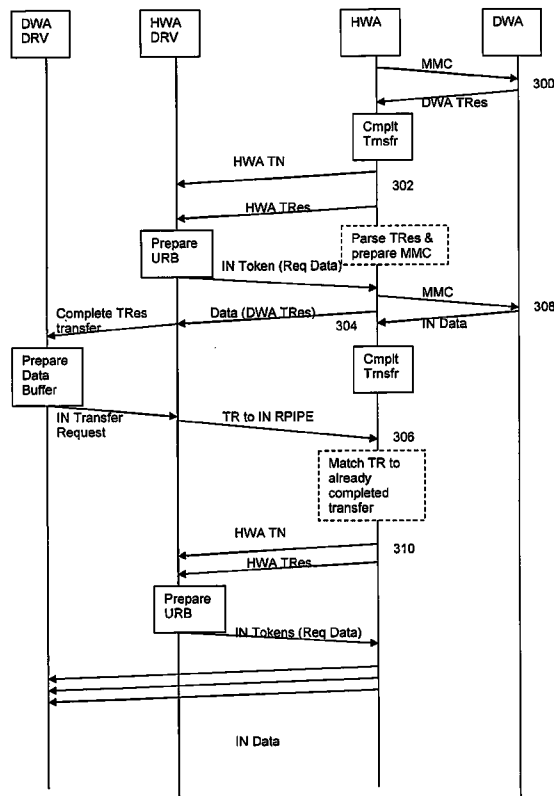 DWA
DRV
HWA
DRV
HWA
DWA
MMC
300
DWA TRes
Cmplt
Trnsfr
HWA TN
302
HWA TRes
Prepare
URB
Parse TRes &
prepare MMC
IN Token (Req Data)
MMC
308
Complete TRes
transfer
Data (DWA TRes)
304
IN Data
Prepare
Data
Buffer
Cmplt
Trnsfr
IN Transfer
Request
TR to IN RPIPE
306
Match TR to
already
completed
transfer
HWA TN
310
HWA TRes
Prepare
URB
IN Tokens (Req Data)
IN Data